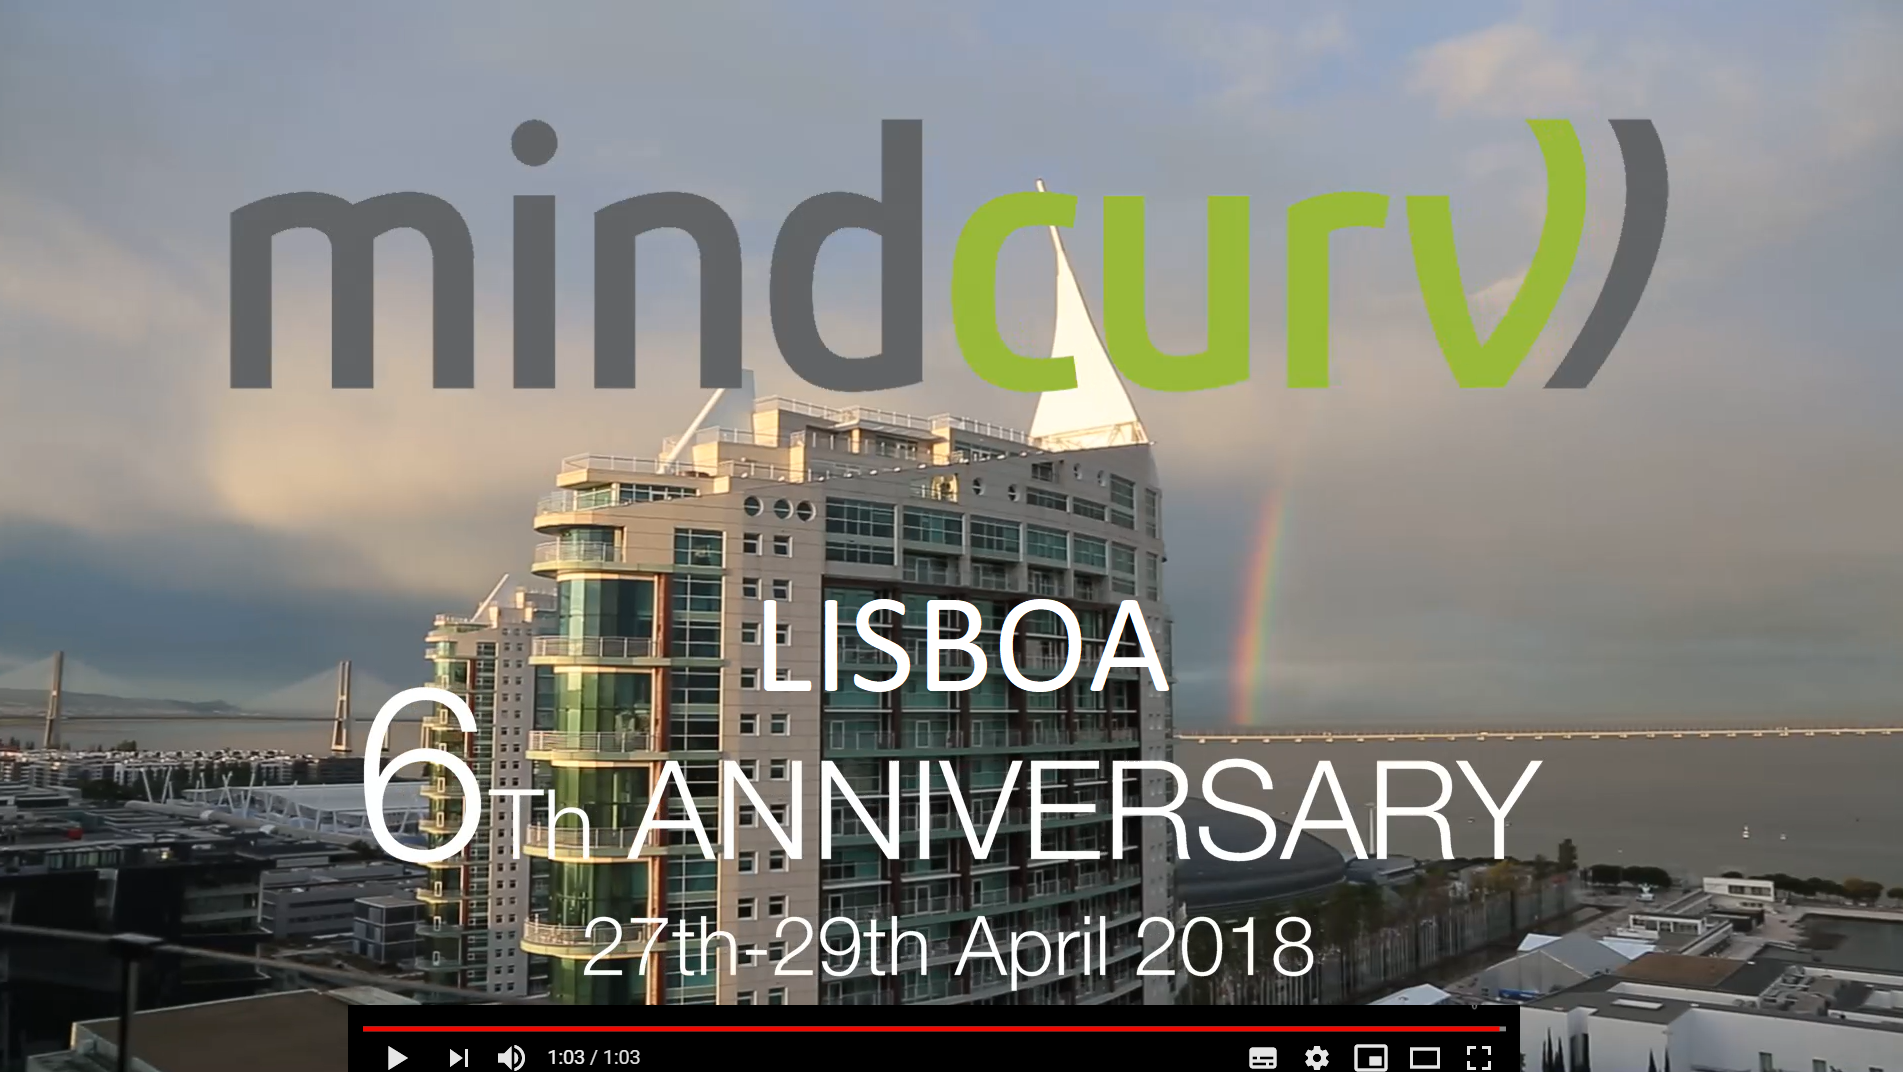 mindcurv
LISBOA
6Th ANNIVERSARY
27th-29th April 2018
1:03 / 1:03